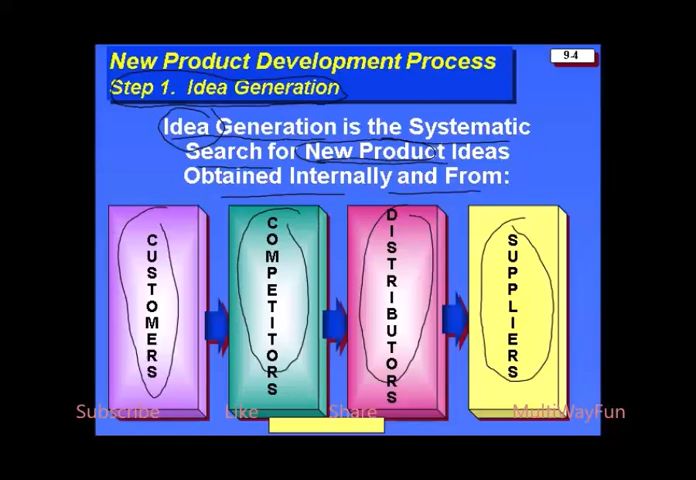 New Product Development Process
Step 1. Idea Generation
9-4
Idea Generation is the Systematic
Search for New Product Ideas
Obtained Internally and From:
CUSTOMERS
COMPETITORS
DISTRIBUTORS
SUPPLIERS
Subscribe Like Share MultiWayFun